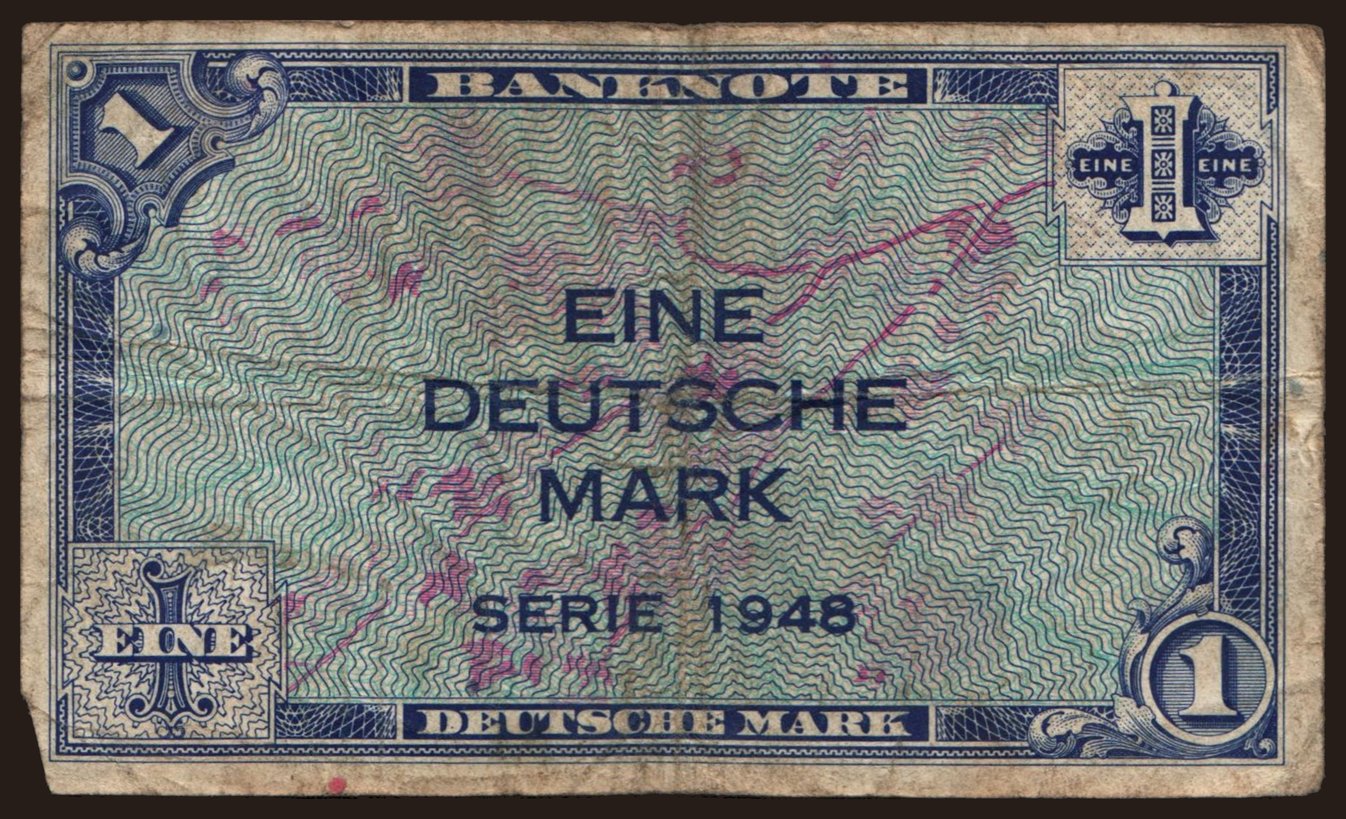 BANKNOTE
1
I
EINE EINE
EINE
DEUTSCHE
MARK
SERIE 1948
1
EINE
DEUTSCHE MARK
1